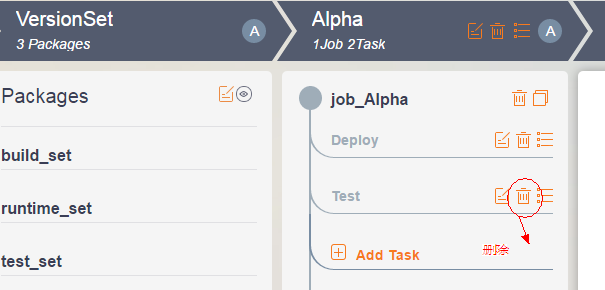 VersionSet
3 Packages
A
Alpha
1Job 2Task
A
Packages
build_set
runtime_set
test_set
job_Alpha
Deploy
Test
删除
Add Task